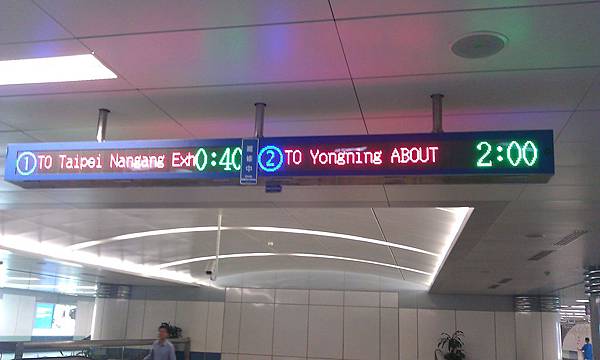 1 TO Taipei Nangang Exh 0:40
2 TO Yongning ABOUT 2:00